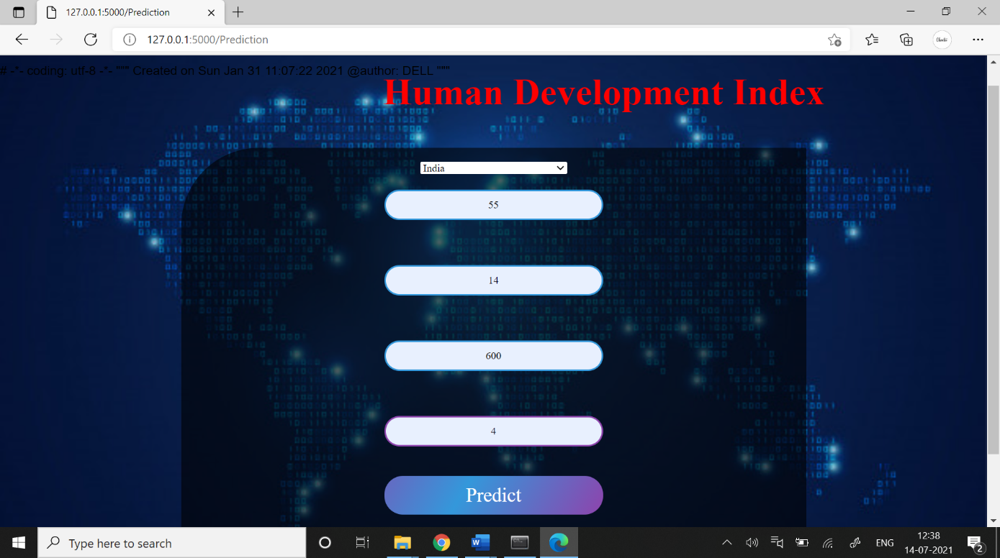 127.0.0.1:5000/Prediction
127.0.0.1:5000/Prediction
# -*- coding: utf-8 -*- """ Created on Sun Jan 31 11:07:22 2021 @author: DELL """
Human Development Index
India
55
14
600
4
Predict
Type here to search
ENG
12:38
14-07-2021
2